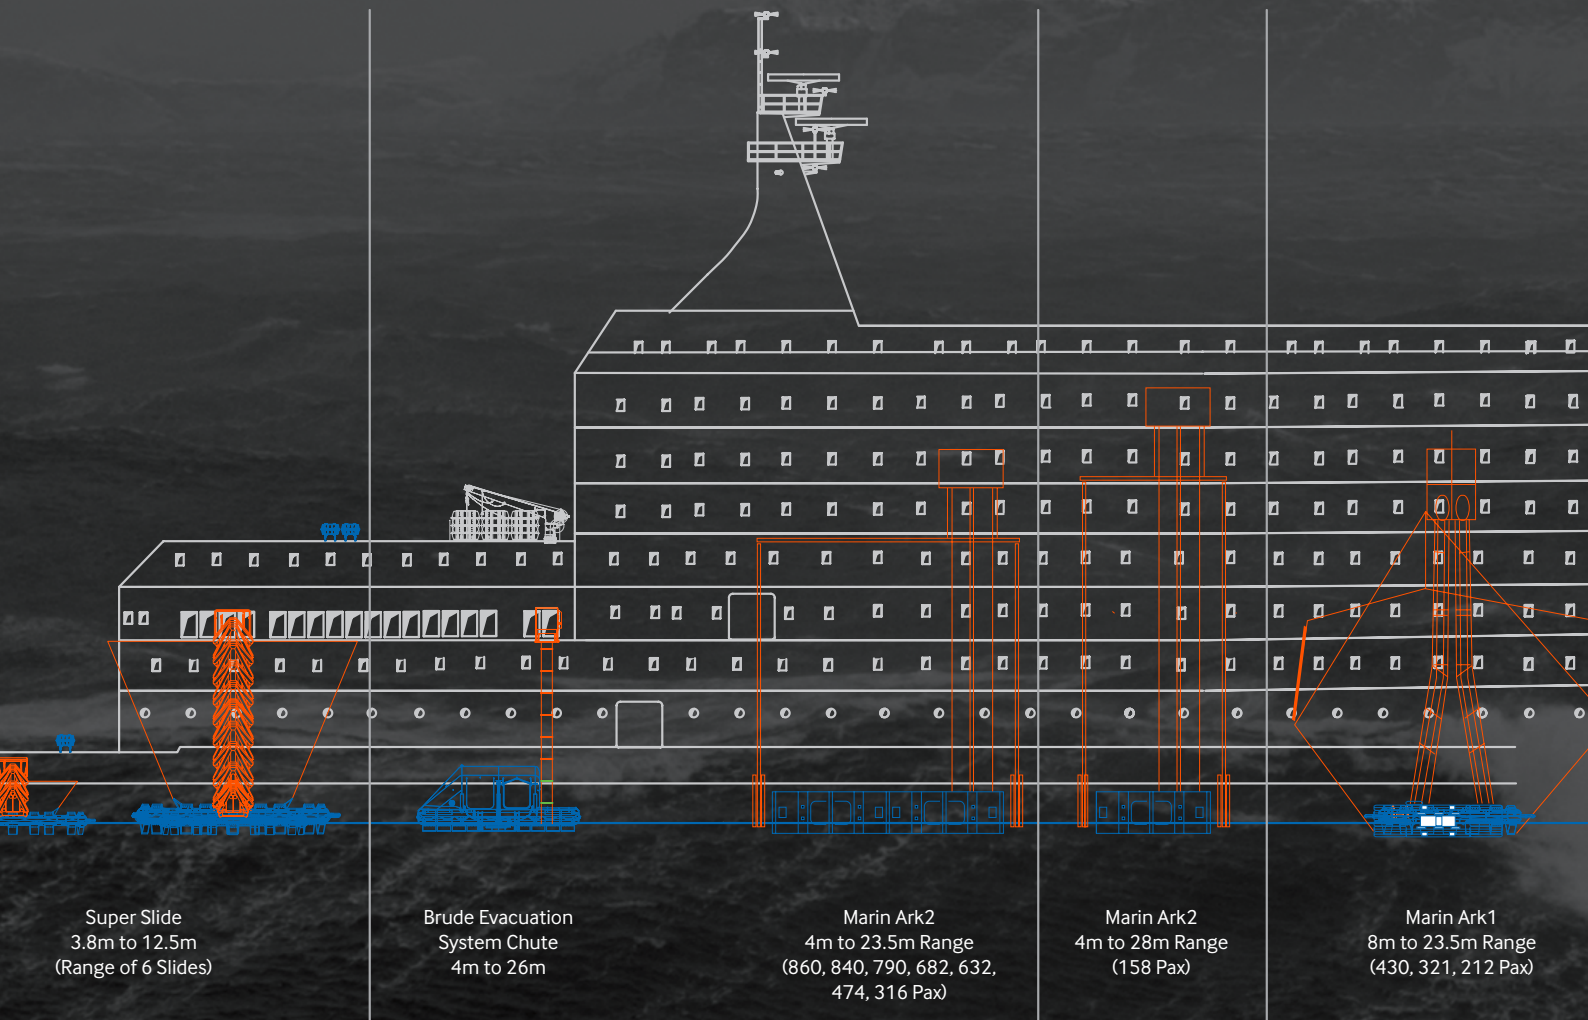 Super Slide
3.8m to 12.5m
(Range of 6 Slides)
Brude Evacuation
System Chute
4m to 26m
Marin Ark2
4m to 23.5m Range
(860, 840, 790, 682, 632,
474, 316 Pax)
Marin Ark2
4m to 28m Range
(158 Pax)
Marin Ark1
8m to 23.5m Range
(430, 321, 212 Pax)